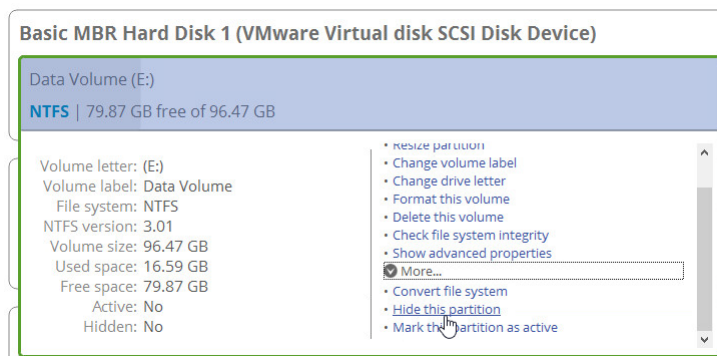 Basic MBR Hard Disk 1 (VMware Virtual disk SCSI Disk Device)
Data Volume (E:)
NTFS | 79.87 GB free of 96.47 GB
Volume letter: (E:)
Volume label: Data Volume
File system: NTFS
NTFS version: 3.01
Volume size: 96.47 GB
Used space: 16.59 GB
Free space: 79.87 GB
Active: No
Hidden: No
• Resize partition
• Change volume label
• Change drive letter
• Format this volume
• Delete this volume
• Check file system integrity
• Show advanced properties
More...
• Convert file system
• Hide this partition
• Mark this partition as active